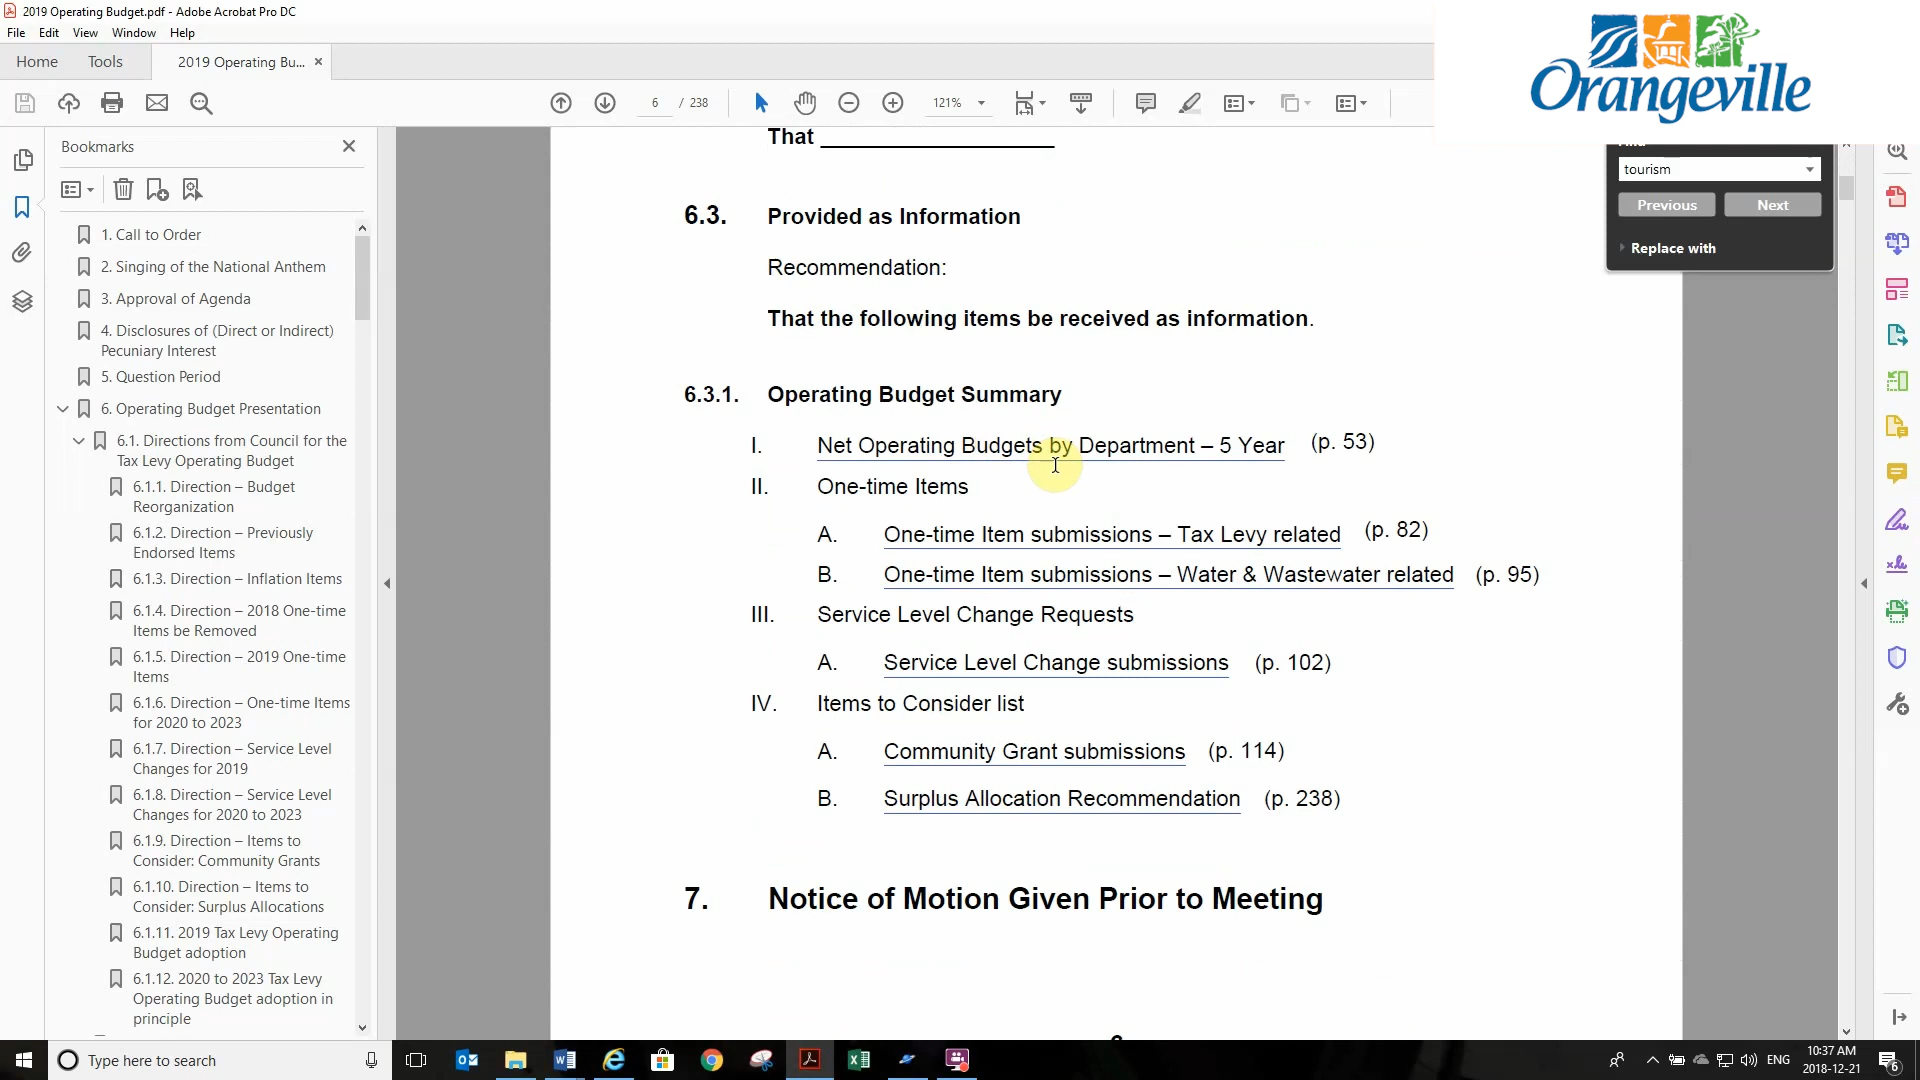 2019 Operating Budget.pdf - Adobe Acrobat Pro DC
File Edit View Window Help
Home Tools 2019 Operating Bu... ×
6 / 238
121%
Orangeville
Bookmarks
tourism
Previous Next
Replace with
1. Call to Order
2. Singing of the National Anthem
3. Approval of Agenda
4. Disclosures of (Direct or Indirect)
Pecuniary Interest
5. Question Period
6. Operating Budget Presentation
6.1. Directions from Council for the
Tax Levy Operating Budget
6.1.1. Direction – Budget
Reorganization
6.1.2. Direction – Previously
Endorsed Items
6.1.3. Direction – Inflation Items
6.1.4. Direction – 2018 One-time
Items be Removed
6.1.5. Direction – 2019 One-time
Items
6.1.6. Direction – One-time Items
for 2020 to 2023
6.1.7. Direction – Service Level
Changes for 2019
6.1.8. Direction – Service Level
Changes for 2020 to 2023
6.1.9. Direction – Items to
Consider: Community Grants
6.1.10. Direction – Items to
Consider: Surplus Allocations
6.1.11. 2019 Tax Levy Operating
Budget adoption
6.1.12. 2020 to 2023 Tax Levy
Operating Budget adoption in
principle
That ___________________
6.3. Provided as Information
Recommendation:
That the following items be received as information.
6.3.1. Operating Budget Summary
I. Net Operating Budgets by Department – 5 Year (p. 53)
II. One-time Items
A. One-time Item submissions – Tax Levy related (p. 82)
B. One-time Item submissions – Water & Wastewater related (p. 95)
III. Service Level Change Requests
A. Service Level Change submissions (p. 102)
IV. Items to Consider list
A. Community Grant submissions (p. 114)
B. Surplus Allocation Recommendation (p. 238)
7. Notice of Motion Given Prior to Meeting
Type here to search
ENG
10:37 AM
2018-12-21
6